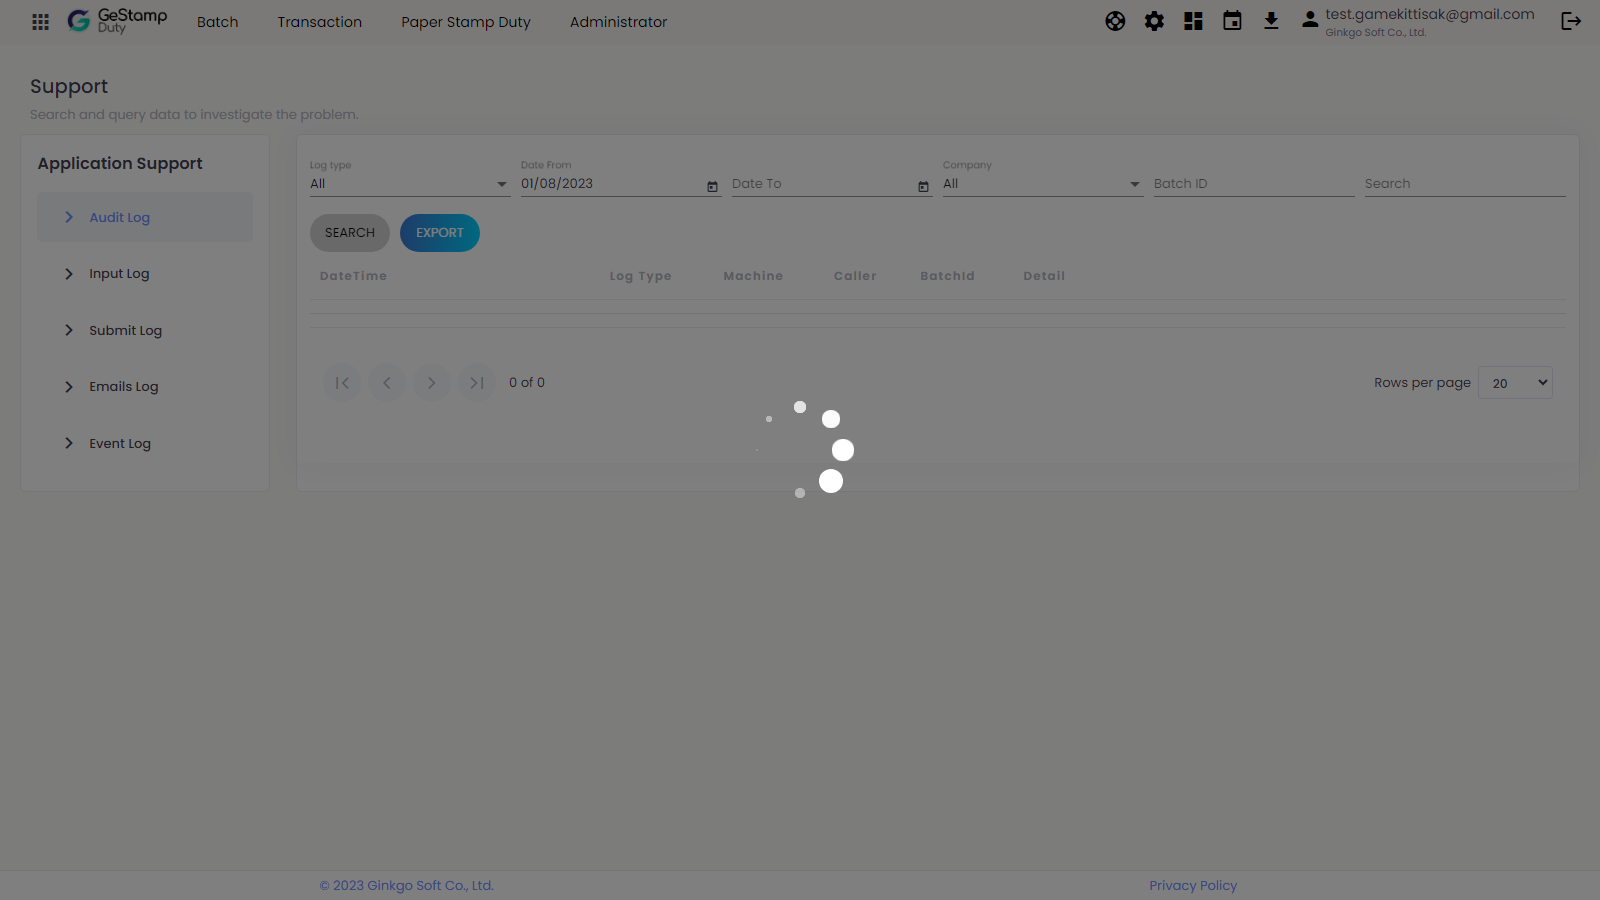 GeStamp
Duty
Batch
Transaction
Paper Stamp Duty
Administrator
test.gamekittisak@gmail.com
Ginkgo Soft Co., Ltd.
Support
Search and query data to investigate the problem.
Application Support
Audit Log
Input Log
Submit Log
Emails Log
Event Log
Log type
All
Date From
01/08/2023
Date To
Company
All
Batch ID
Search
SEARCH
EXPORT
DateTime
Log Type
Machine
Caller
BatchId
Detail
0 of 0
Rows per page
20
© 2023 Ginkgo Soft Co., Ltd.
Privacy Policy